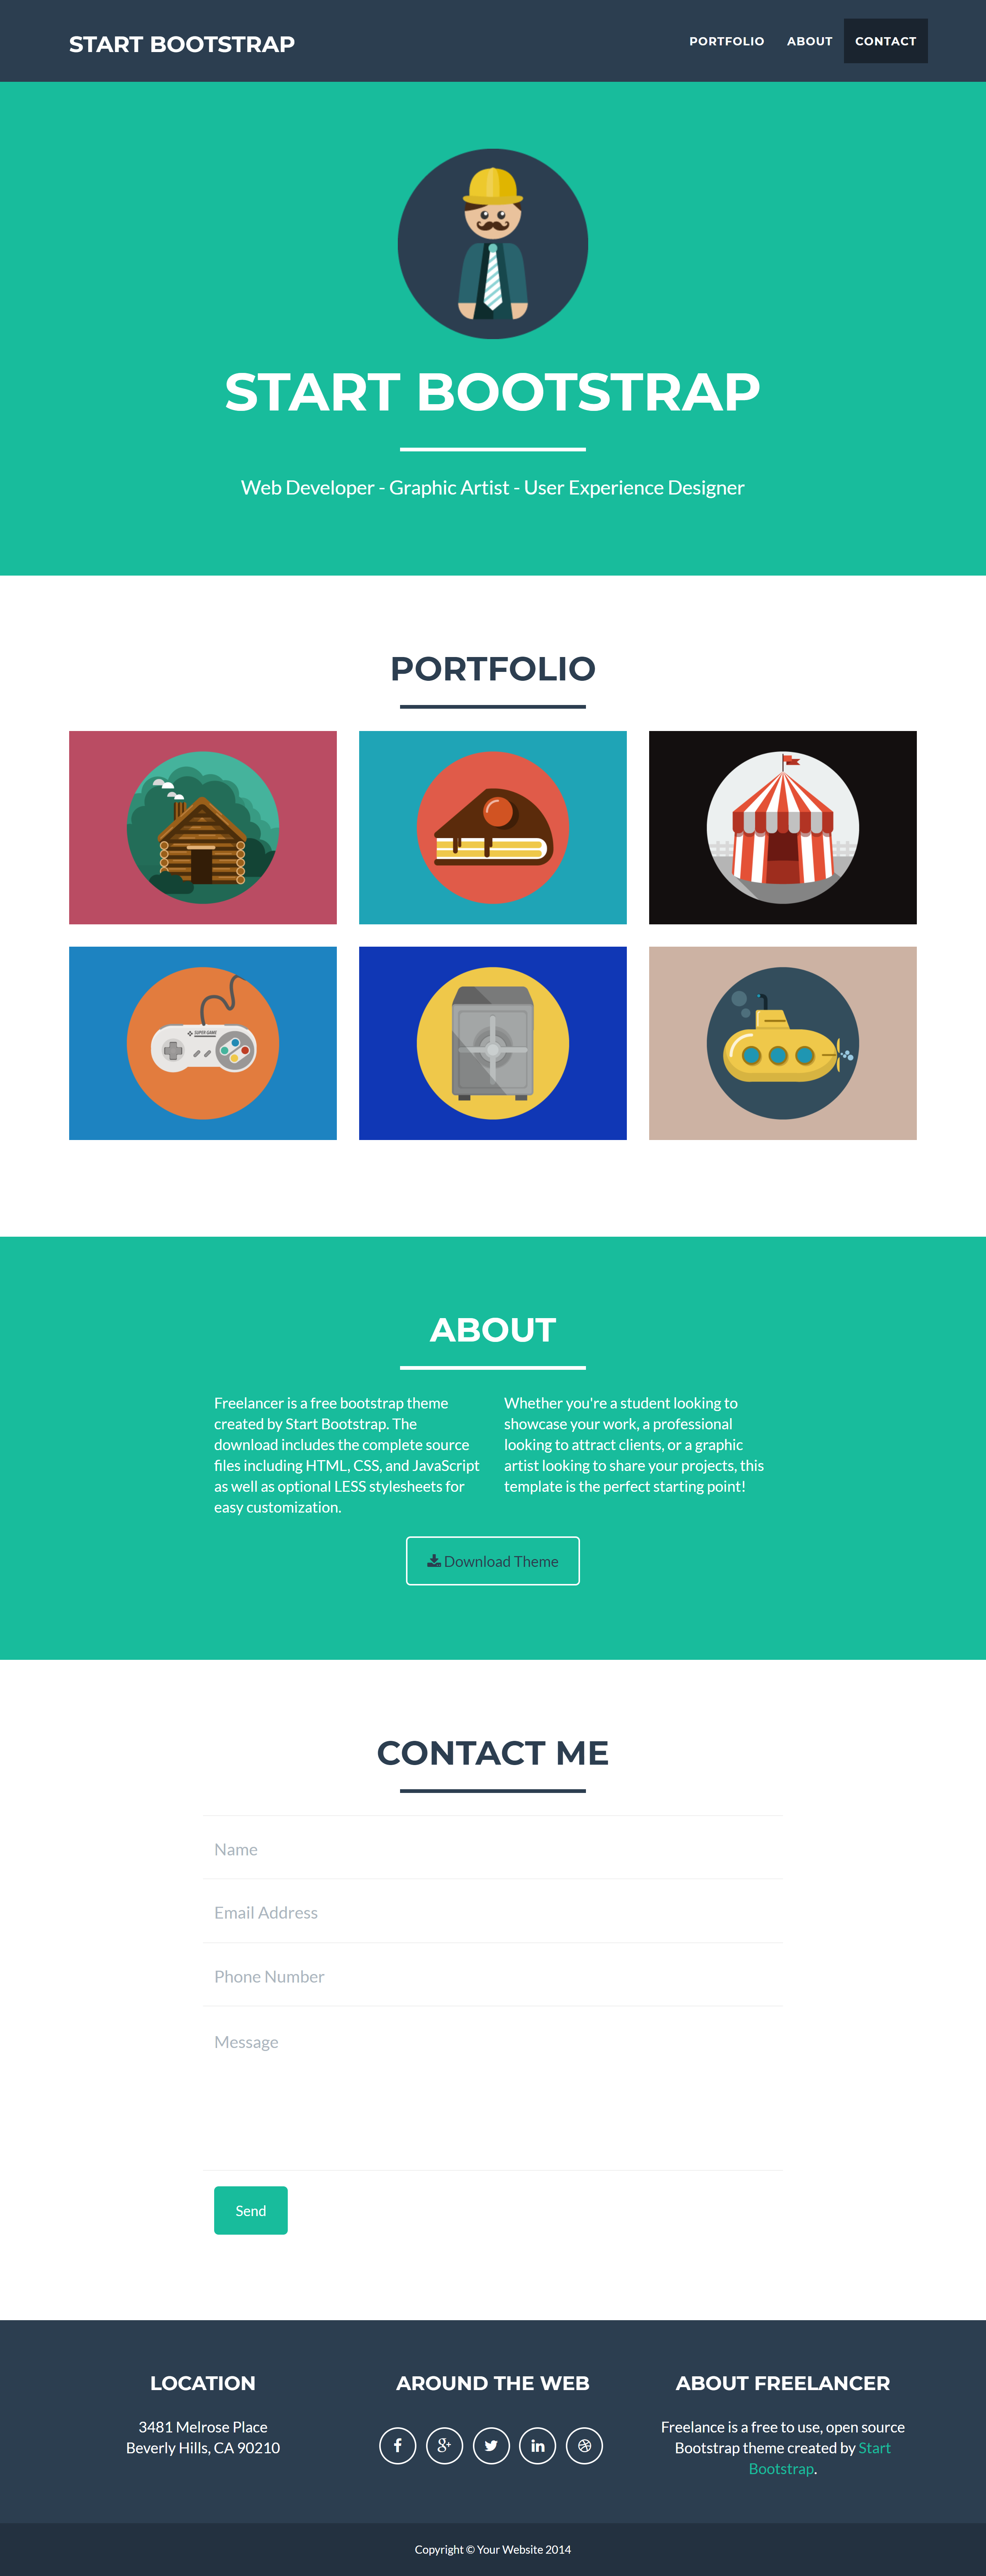 START BOOTSTRAP
PORTFOLIO
ABOUT
CONTACT
START BOOTSTRAP
Web Developer - Graphic Artist - User Experience Designer
PORTFOLIO
SUPER GAME
ABOUT
Freelancer is a free bootstrap theme
created by Start Bootstrap. The
download includes the complete source
files including HTML, CSS, and JavaScript
as well as optional LESS stylesheets for
easy customization.
Whether you're a student looking to
showcase your work, a professional
looking to attract clients, or a graphic
artist looking to share your projects, this
template is the perfect starting point!
Download Theme
CONTACT ME
Name
Email Address
Phone Number
Message
Send
LOCATION
3481 Melrose Place
Beverly Hills, CA 90210
AROUND THE WEB
ABOUT FREELANCER
Freelance is a free to use, open source
Bootstrap theme created by Start
Bootstrap.
Copyright © Your Website 2014